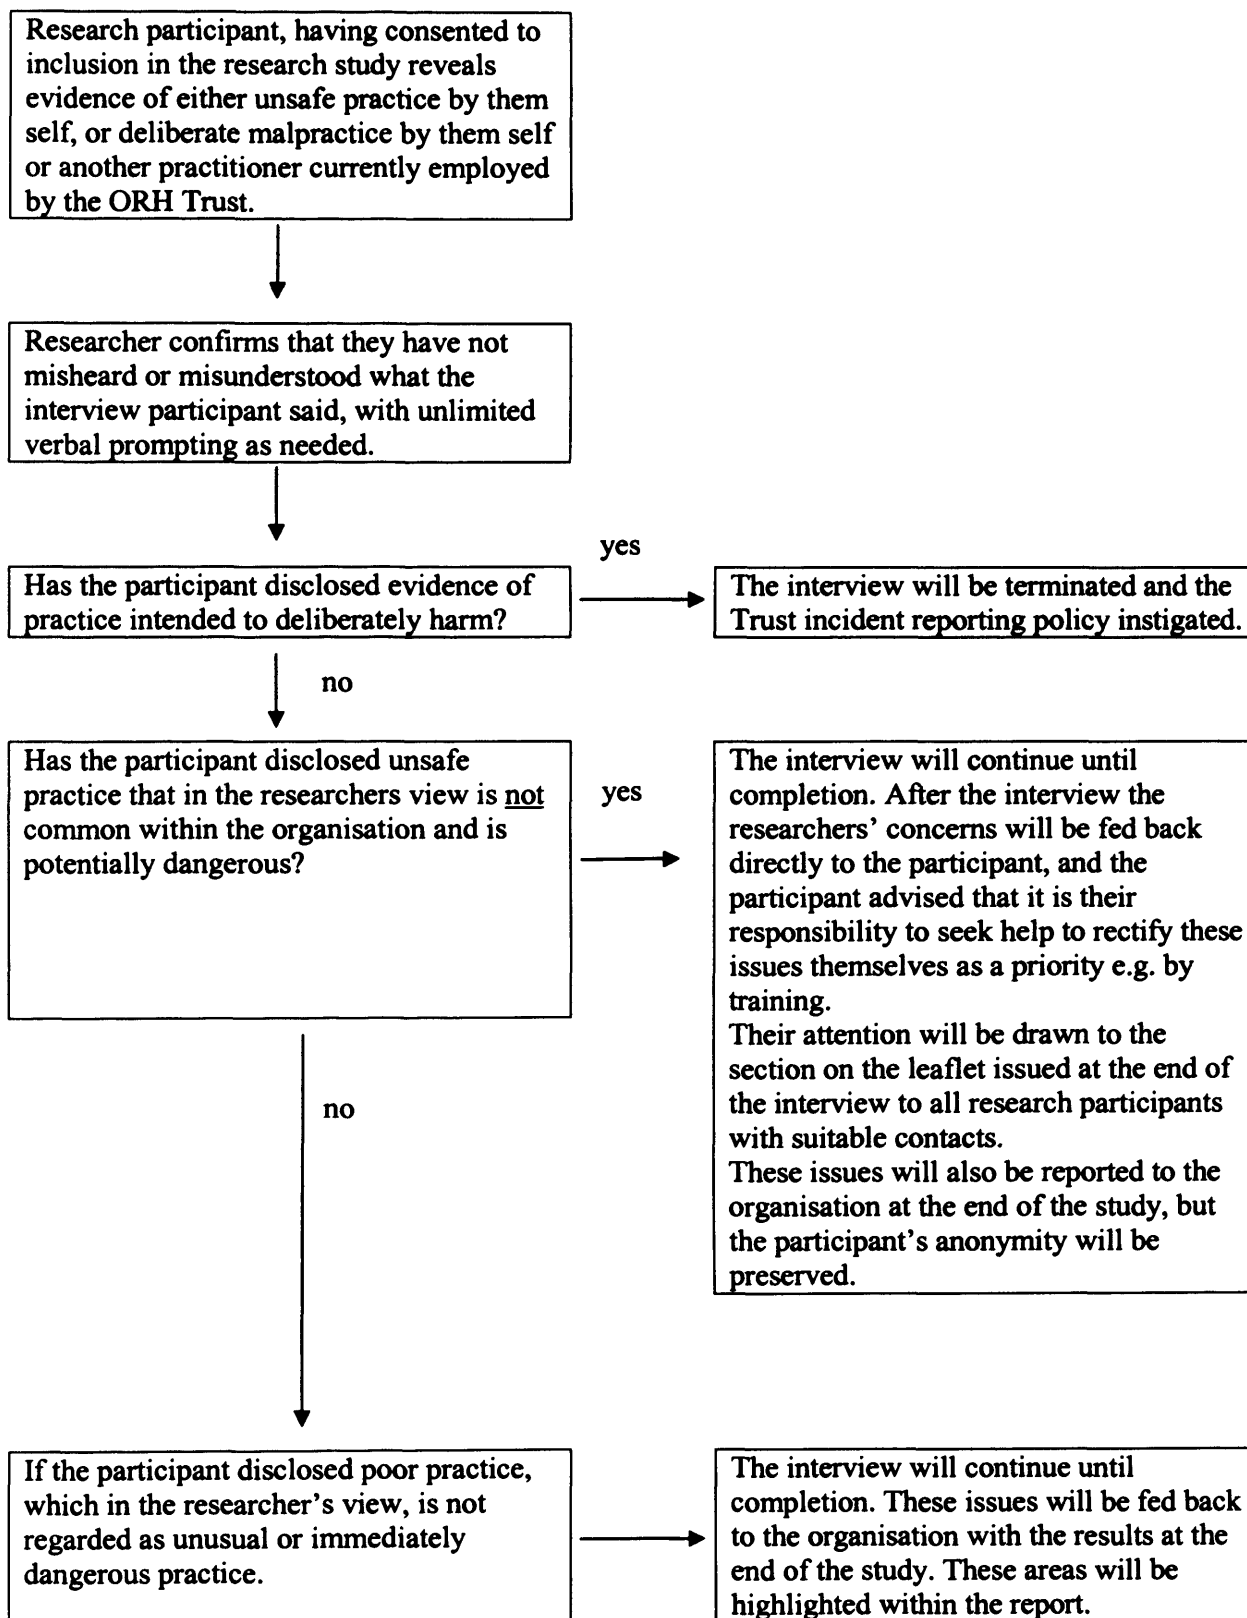 Research participant, having consented to
inclusion in the research study reveals
evidence of either unsafe practice by them
self, or deliberate malpractice by them self
or another practitioner currently employed
by the ORH Trust.
Researcher confirms that they have not
misheard or misunderstood what the
interview participant said, with unlimited
verbal prompting as needed.
yes
Has the participant disclosed evidence of
practice intended to deliberately harm?
The interview will be terminated and the
Trust incident reporting policy instigated.
no
Has the participant disclosed unsafe
practice that in the researchers view is not
common within the organisation and is
potentially dangerous?
yes
The interview will continue until
completion. After the interview the
researchers’ concerns will be fed back
directly to the participant, and the
participant advised that it is their
responsibility to seek help to rectify these
issues themselves as a priority e.g. by
training.
Their attention will be drawn to the
section on the leaflet issued at the end of
the interview to all research participants
with suitable contacts.
These issues will also be reported to the
organisation at the end of the study, but
the participant’s anonymity will be
preserved.
no
If the participant disclosed poor practice,
which in the researcher’s view, is not
regarded as unusual or immediately
dangerous practice.
The interview will continue until
completion. These issues will be fed back
to the organisation with the results at the
end of the study. These areas will be
highlighted within the report.